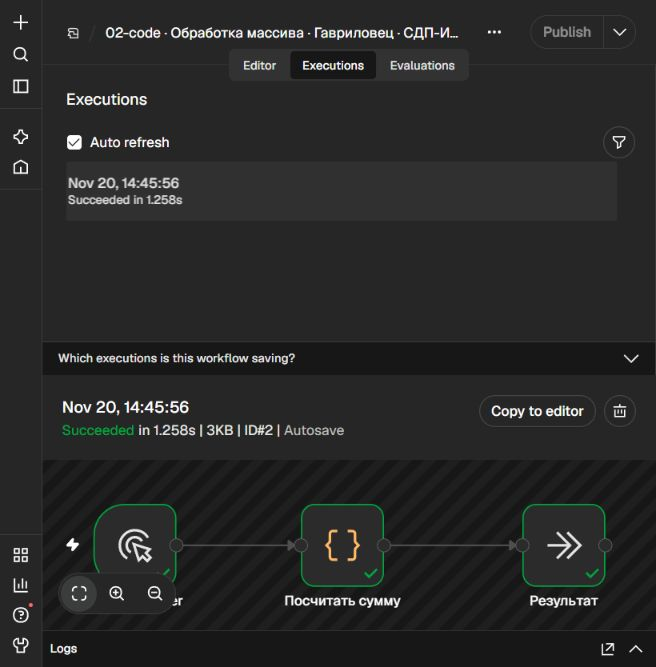 02-code · Обработка массива · Гавриловец · СДП-И...
Publish
Editor
Executions
Evaluations
Executions
Auto refresh
Nov 20, 14:45:56
Succeeded in 1.258s
Which executions is this workflow saving?
Nov 20, 14:45:56
Copy to editor
Succeeded in 1.258s | 3KB | ID#2 | Autosave
Посчитать сумму
Результат
Logs